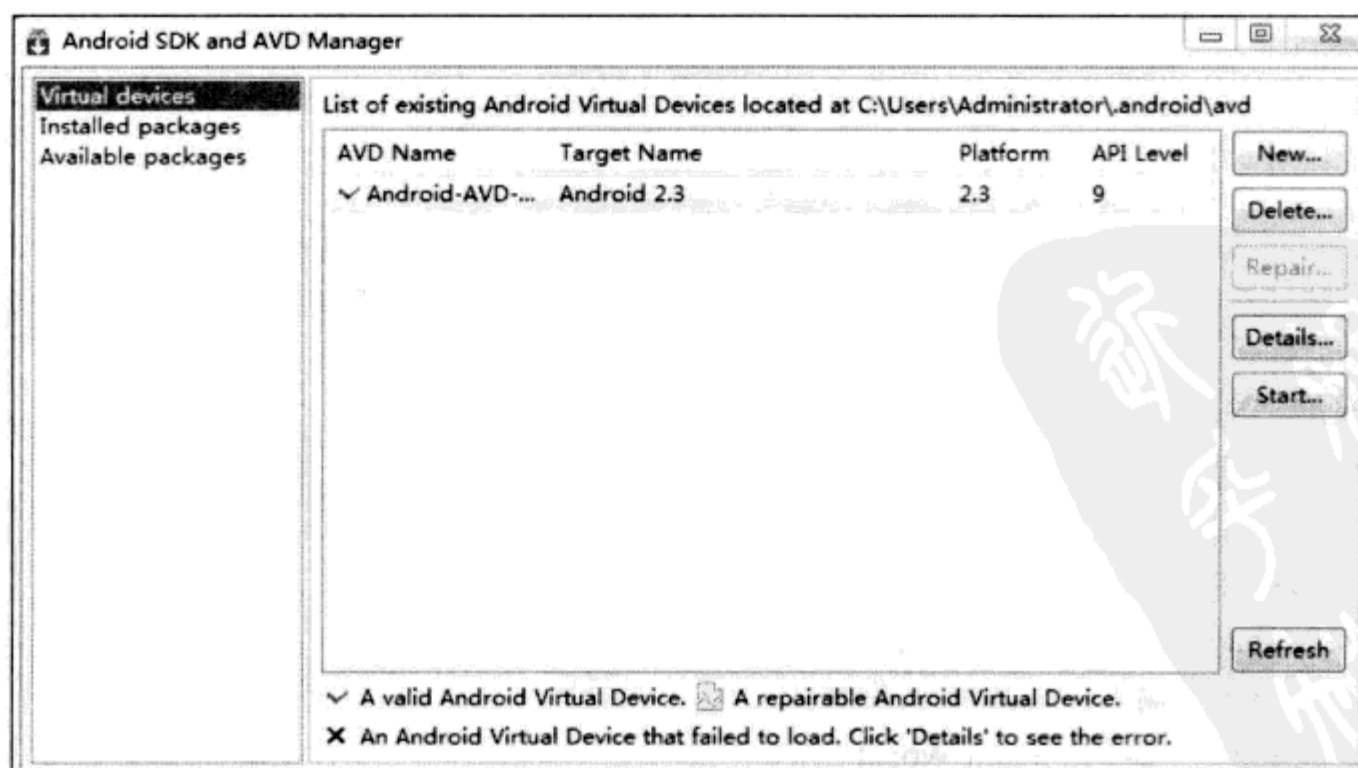 Android SDK and AVD Manager
Virtual devices
Installed packages
Available packages
List of existing Android Virtual Devices located at C:\Users\Administrator\.android\avd
AVD Name Target Name Platform API Level
Android-AVD-... Android 2.3 2.3 9
New...
Delete...
Repair...
Details...
Start...
Refresh
A valid Android Virtual Device. A repairable Android Virtual Device.
An Android Virtual Device that failed to load. Click 'Details' to see the error.